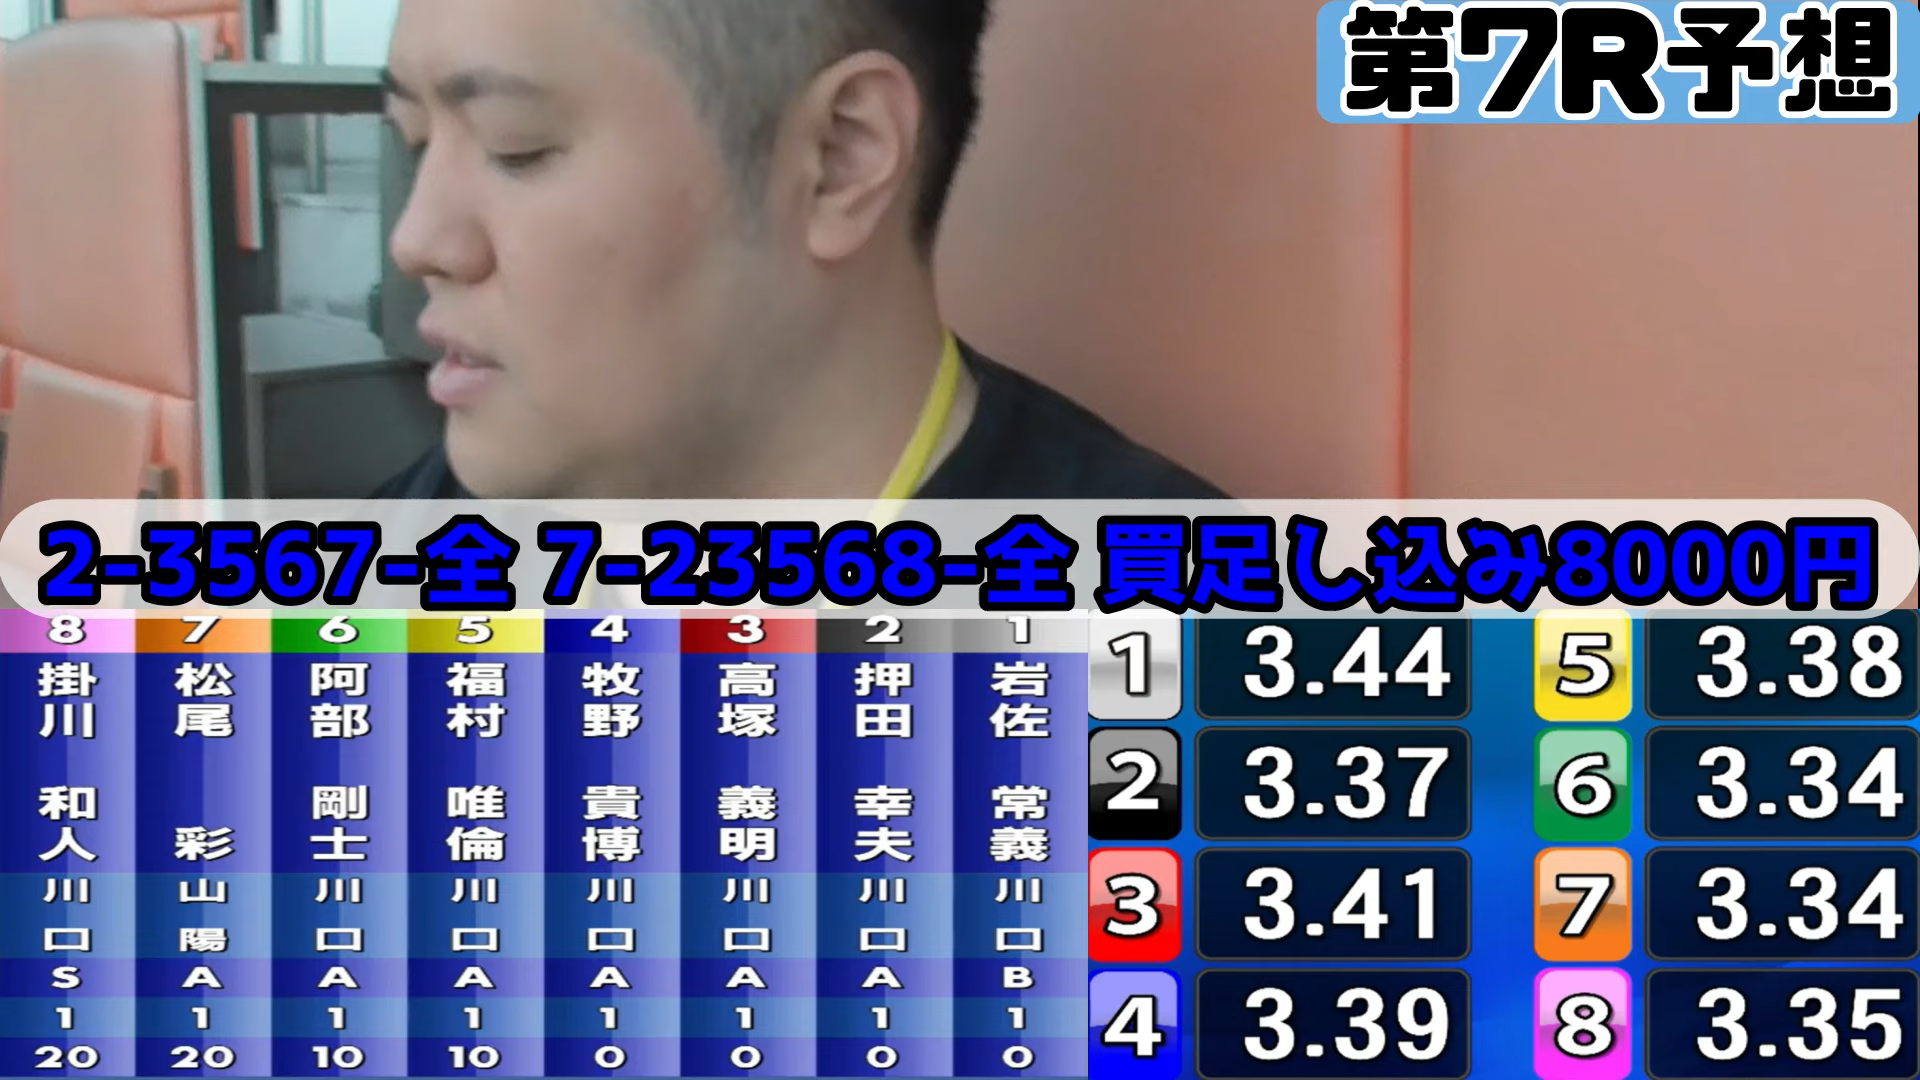 第7R予想
2-3567-全 7-23568-全 買足し込み8000円
8 7 6 5 4 3 2 1
掛川和人 松尾彩 阿部剛士 福村唯倫 牧野貴博 高塚義明 押田幸夫 岩佐常義
川口 山陽 川口 川口 川口 川口 川口 川口
S A A A A A A B
1 1 1 1 1 1 1 1
20 20 10 10 0 0 0 0
1 3.44 5 3.38
2 3.37 6 3.34
3 3.41 7 3.34
4 3.39 8 3.35